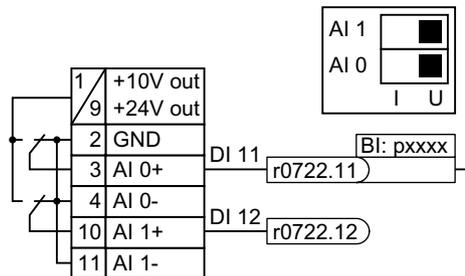 AI 1
AI 0
I U
1 +10V out
9 +24V out
2 GND
3 AI 0+
DI 11
r0722.11
BI: pxxxx
4 AI 0-
10 AI 1+
DI 12
r0722.12
11 AI 1-